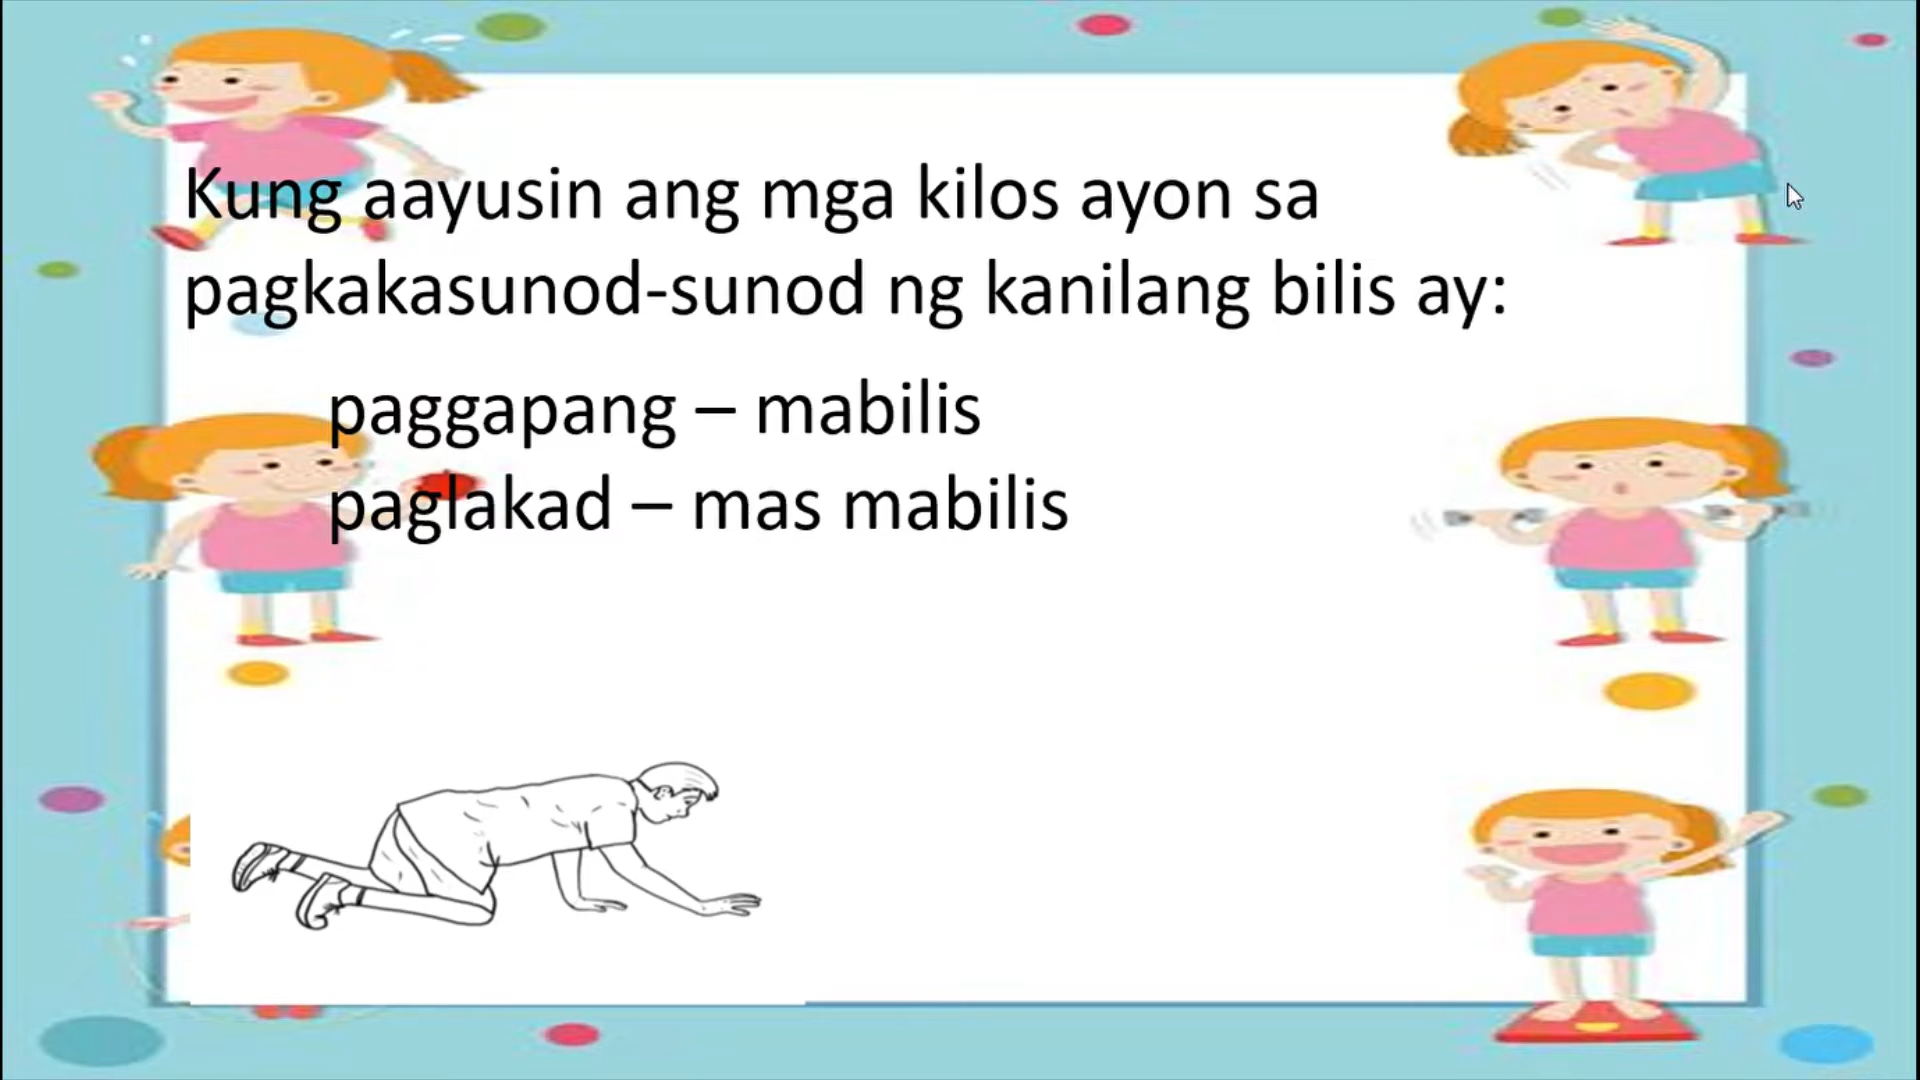 Kung aayusin ang mga kilos ayon sa
pagkakasunod-sunod ng kanilang bilis ay:
paggapang – mabilis
paglakad – mas mabilis